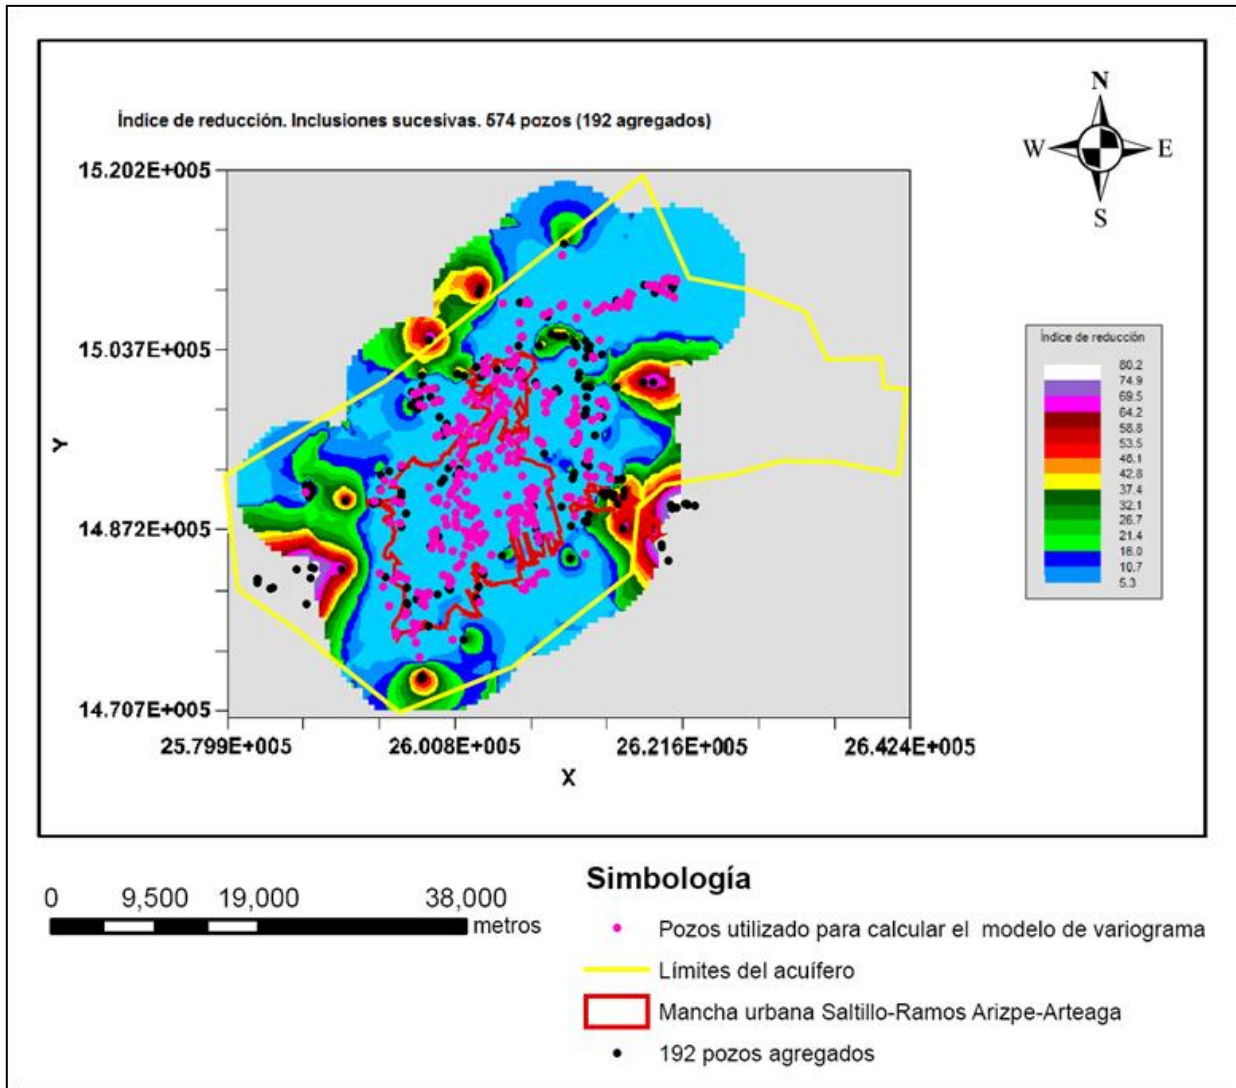 Índice de reducción. Inclusiones sucesivas. 574 pozos (192 agregados)
N
W
E
S
15.202E+005
15.037E+005
14.872E+005
14.707E+005
Y
25.799E+005
26.008E+005
26.216E+005
26.424E+005
X
Índice de reducción
80.2
74.9
69.5
64.2
58.8
53.5
48.1
42.8
37.4
32.1
26.7
21.4
16.0
10.7
5.3
0
9,500
19,000
38,000
metros
Simbología
Pozos utilizado para calcular el modelo de variograma
Límites del acuífero
Mancha urbana Saltillo-Ramos Arizpe-Arteaga
192 pozos agregados